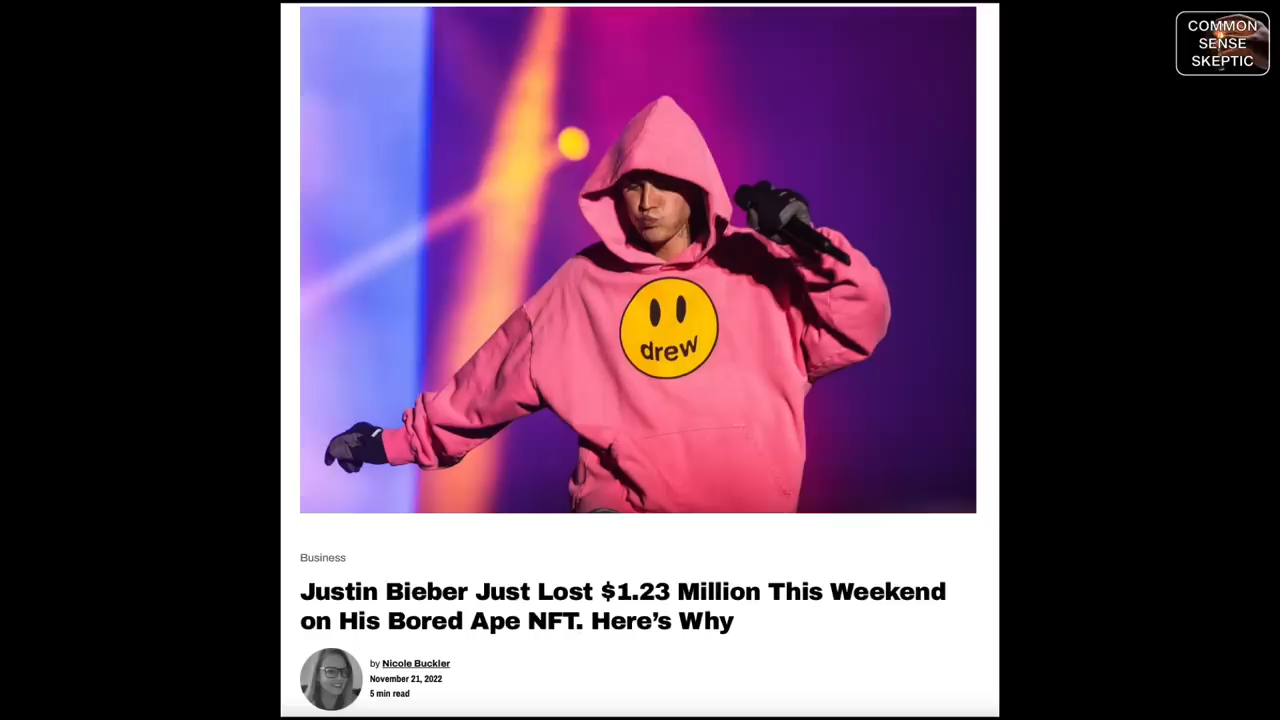 COMMON
SENSE
SKEPTIC
drew
Business
Justin Bieber Just Lost $1.23 Million This Weekend
on His Bored Ape NFT. Here’s Why
by Nicole Buckler
November 21, 2022
5 min read